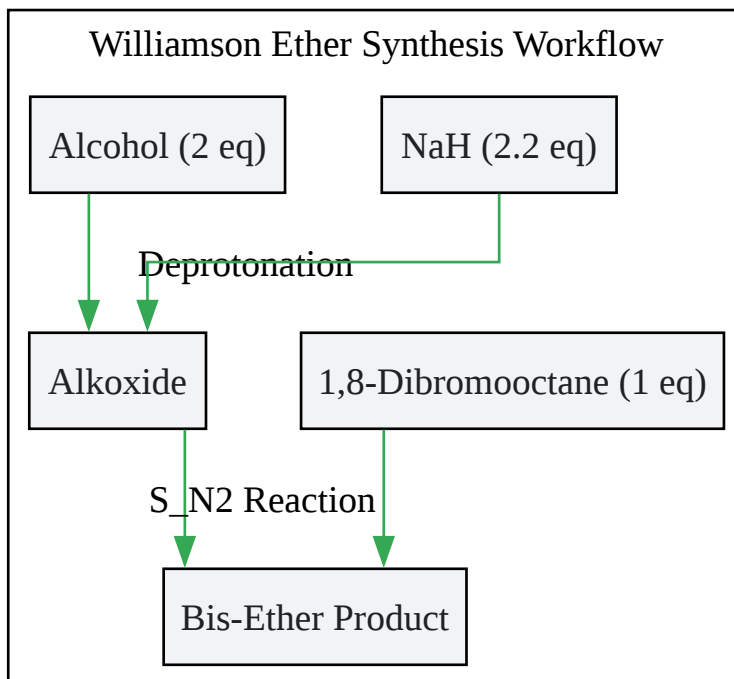 Williamson Ether Synthesis Workflow
Alcohol (2 eq)
NaH (2.2 eq)
Deprotonation
Alkoxide
1,8-Dibromooctane (1 eq)
S_N2 Reaction
Bis-Ether Product